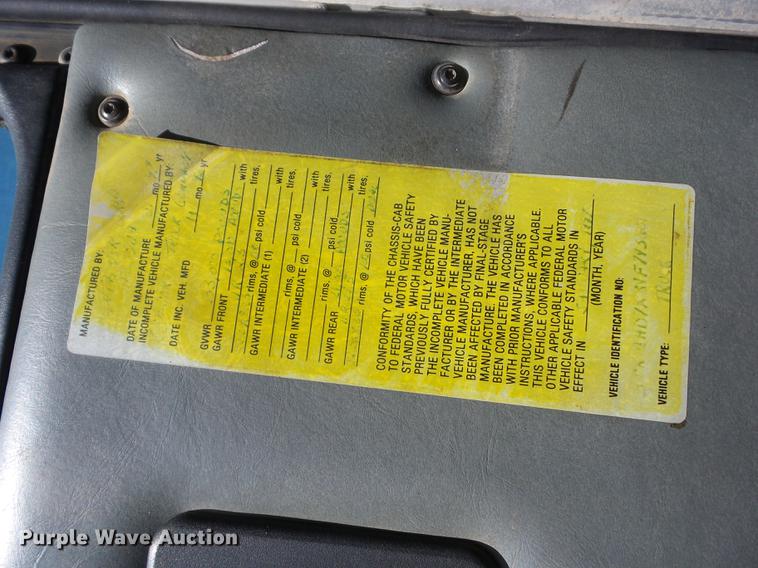 MANUFACTURED BY:
DATE OF MANUFACTURE mo yr
INCOMPLETE VEHICLE MANUFACTURED BY:
DATE INC. VEH. MFD mo yr
GVWR
GAWR FRONT with
tires, rims, @ psi cold
GAWR INTERMEDIATE (1) with
tires, rims, @ psi cold
GAWR INTERMEDIATE (2) with
tires, rims, @ psi cold
GAWR REAR with
tires, rims, @ psi cold
CONFORMITY OF THE CHASSIS-CAB
TO FEDERAL MOTOR VEHICLE SAFETY
STANDARDS, WHICH HAVE BEEN
PREVIOUSLY FULLY CERTIFIED BY
THE INCOMPLETE VEHICLE MANU-
FACTURER OR BY THE INTERMEDIATE
VEHICLE MANUFACTURER, HAS NOT
BEEN AFFECTED BY FINAL-STAGE
MANUFACTURE. THE VEHICLE HAS
BEEN COMPLETED IN ACCORDANCE
WITH PRIOR MANUFACTURER'S
INSTRUCTIONS, WHERE APPLICABLE.
THIS VEHICLE CONFORMS TO ALL
OTHER APPLICABLE FEDERAL MOTOR
VEHICLE SAFETY STANDARDS IN
EFFECT IN
(MONTH, YEAR)
VEHICLE IDENTIFICATION NO:
VEHICLE TYPE: TRUCK
Purple Wave Auction